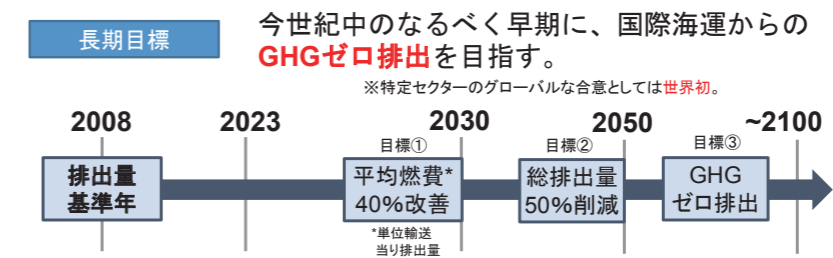 長期目標
今世紀中のなるべく早期に、国際海運からの
GHGゼロ排出を目指す。
※特定セクターのグローバルな合意としては世界初。
2008 2023 2030 2050 ~2100
目標① 目標② 目標③
排出量
基準年
平均燃費*
40%改善
*単位輸送
当り排出量
総排出量
50%削減
GHG
ゼロ排出